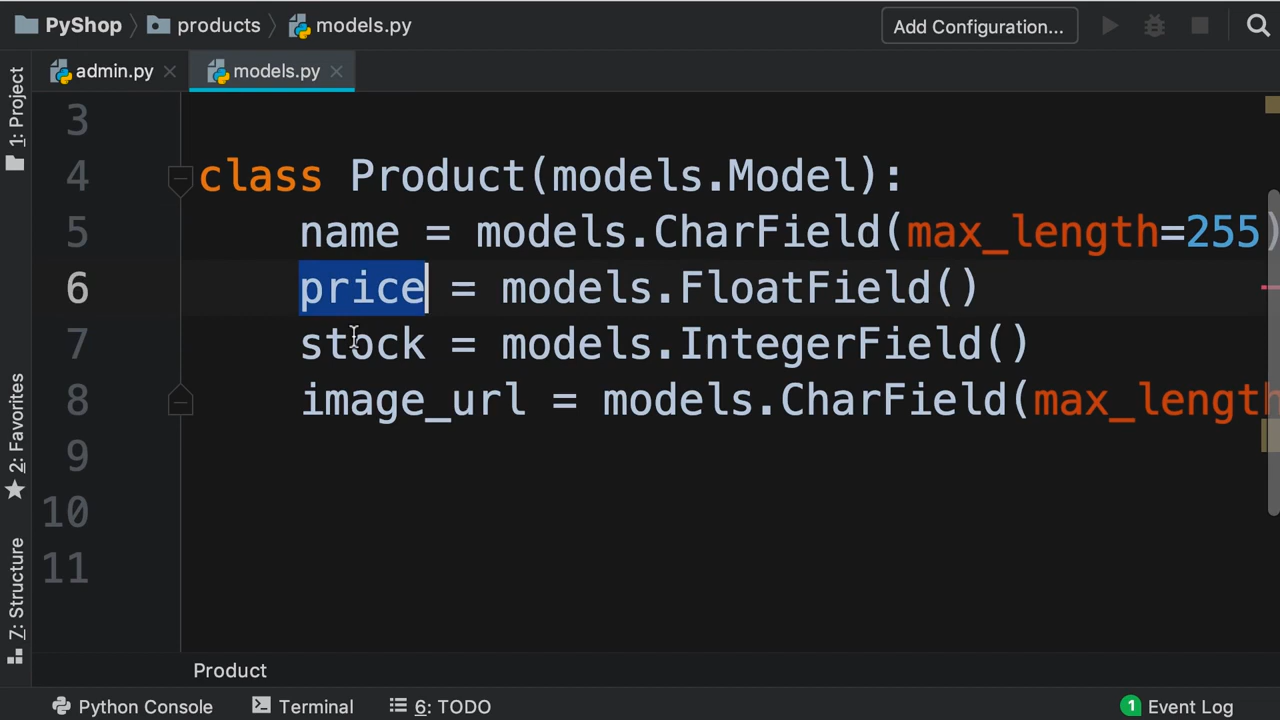 PyShop products models.py Add Configuration...
admin.py models.py
1: Project
2: Favorites
7: Structure
3
4 class Product(models.Model):
5 name = models.CharField(max_length=255)
6 price = models.FloatField()
7 stock = models.IntegerField()
8 image_url = models.CharField(max_length
9
10
11
Product
Python Console Terminal 6: TODO 1 Event Log